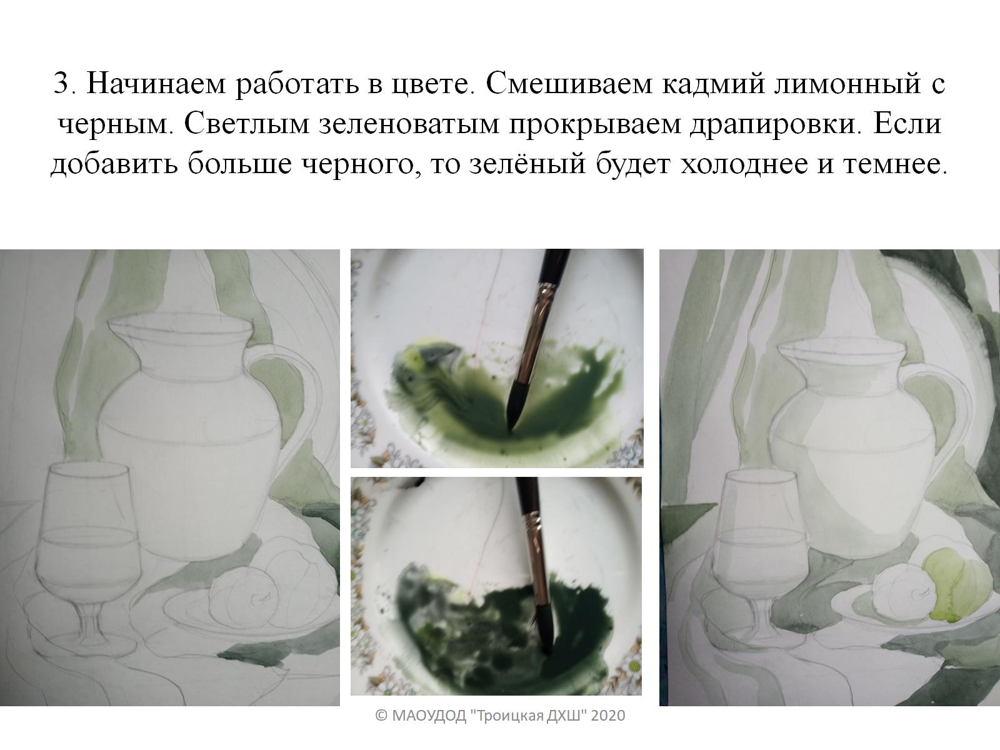 3. Начинаем работать в цвете. Смешиваем кадмий лимонный с
черным. Светлым зеленоватым прокрываем драпировки. Если
добавить больше черного, то зелёный будет холоднее и темнее.
© МАОУДОД "Троицкая ДХШ" 2020